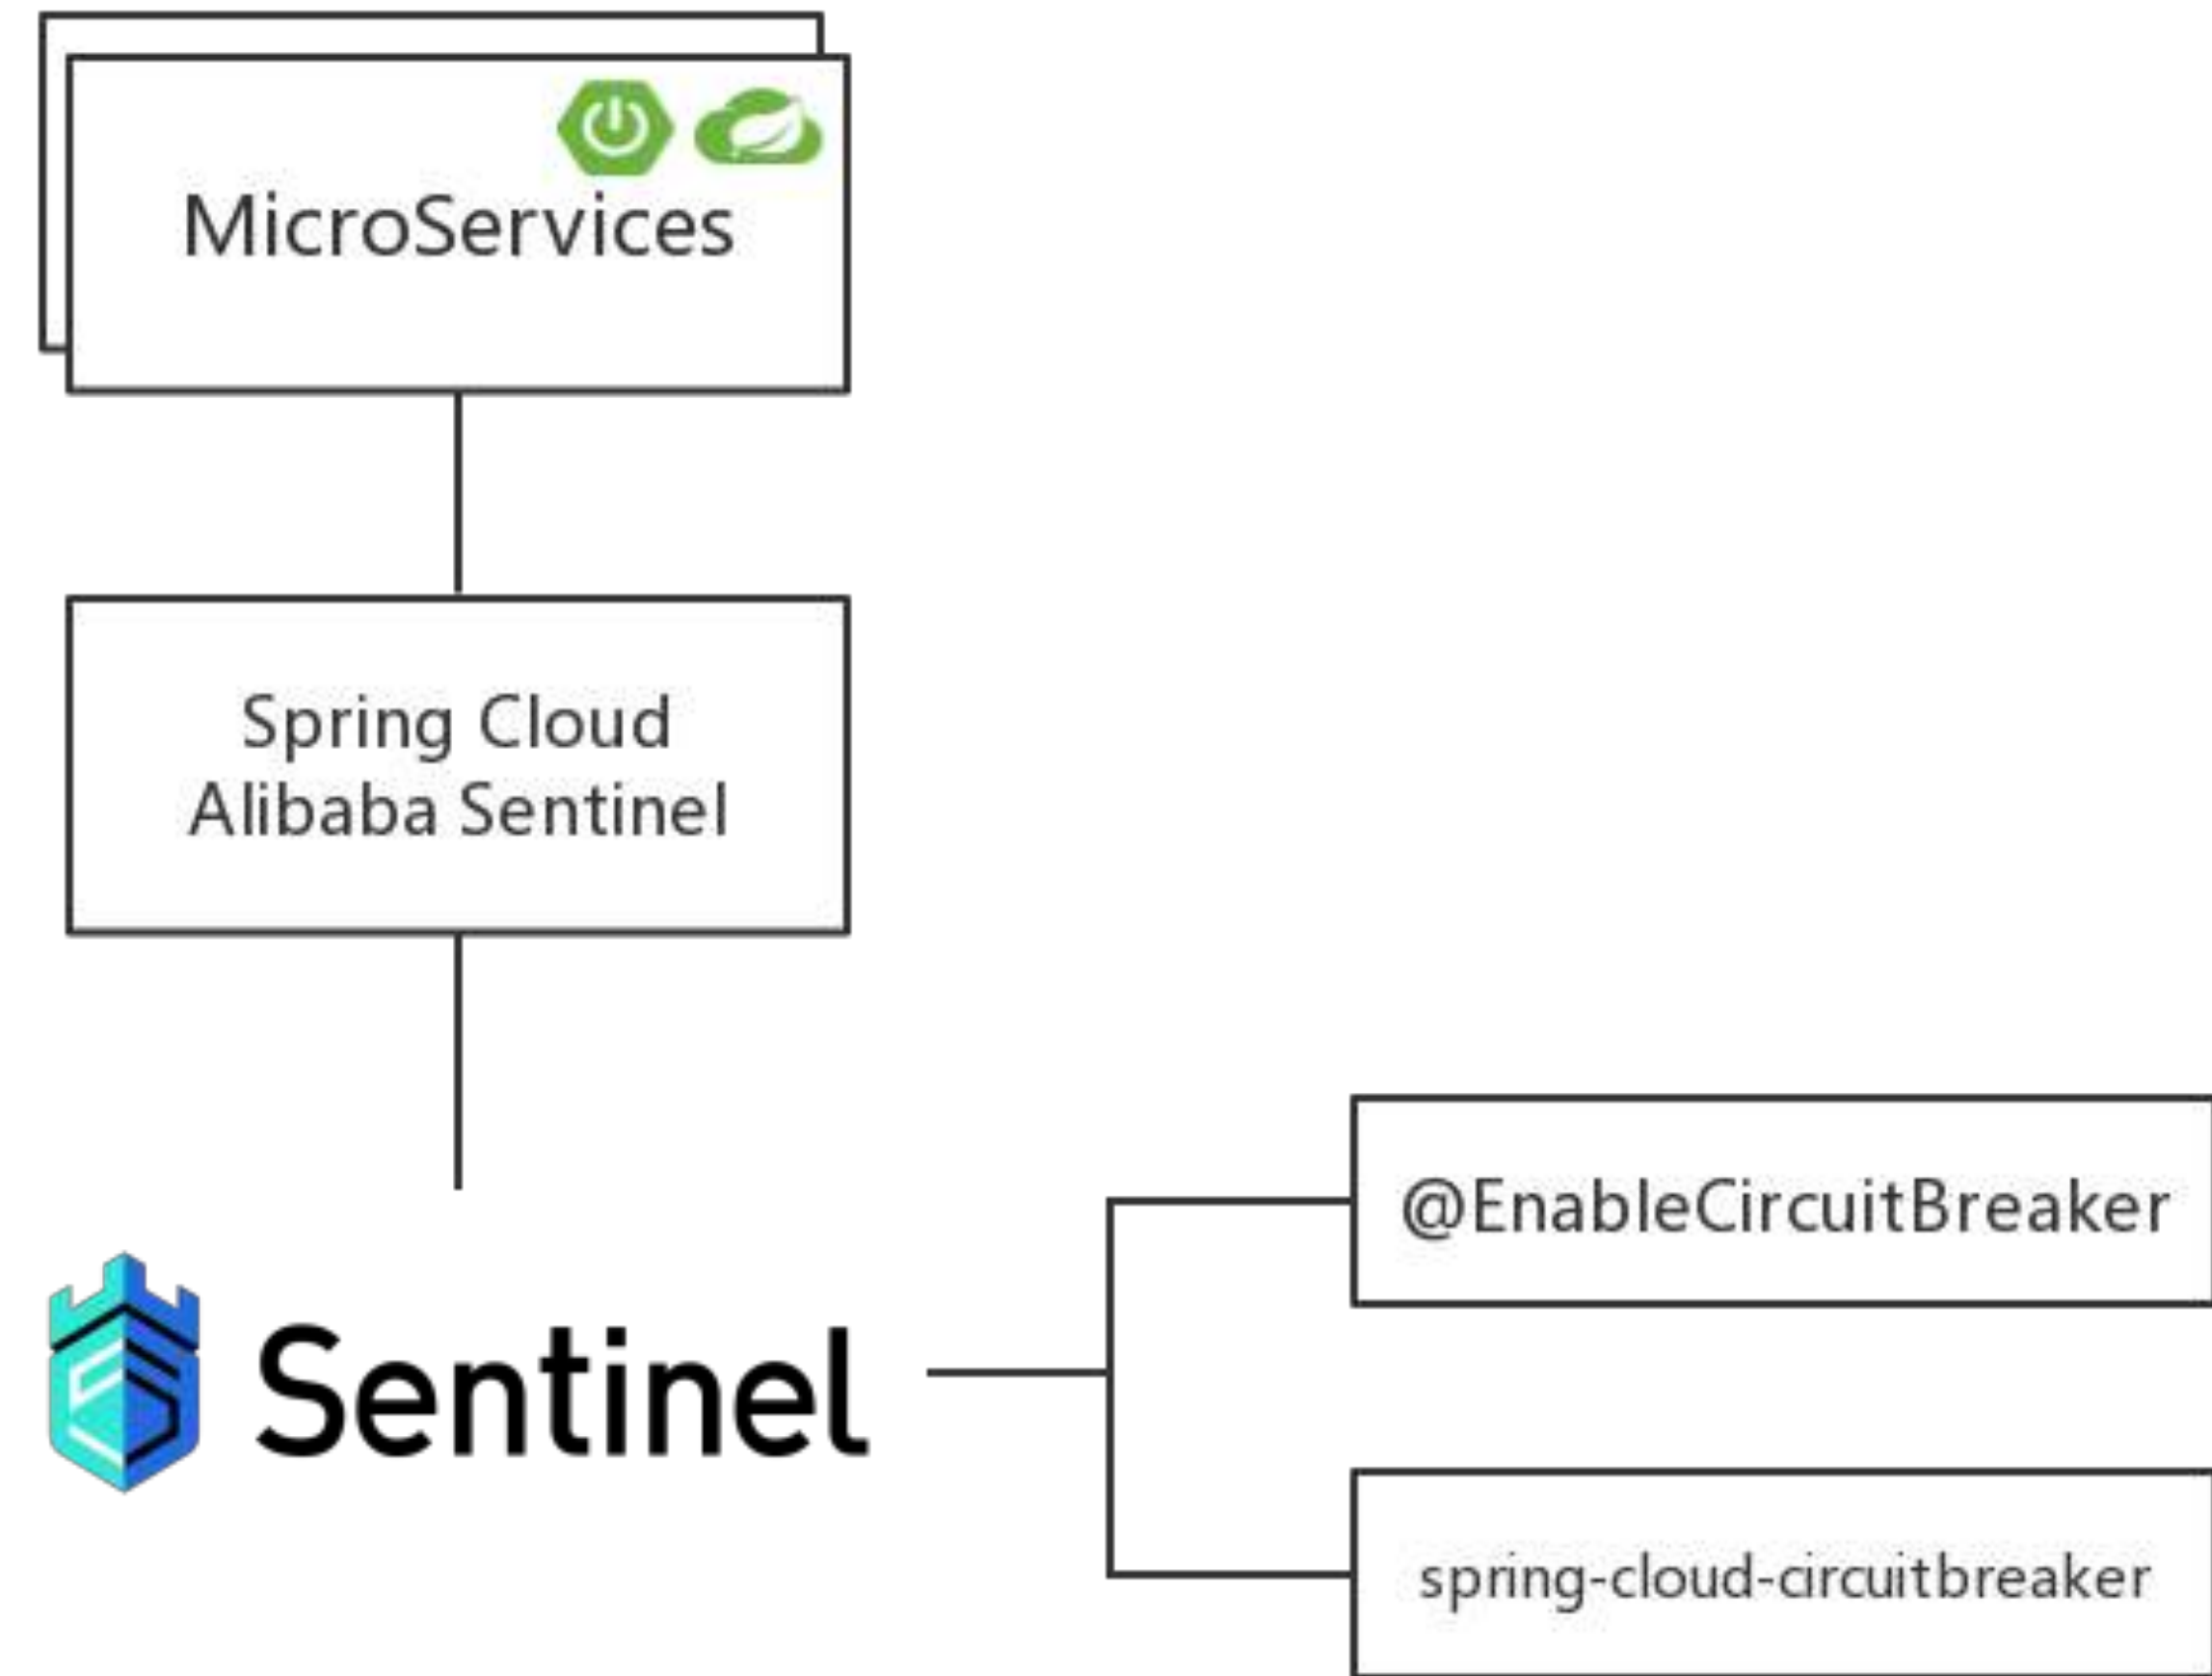 MicroServices
Spring Cloud
Alibaba Sentinel
Sentinel
@EnableCircuitBreaker
spring-cloud-circuitbreaker